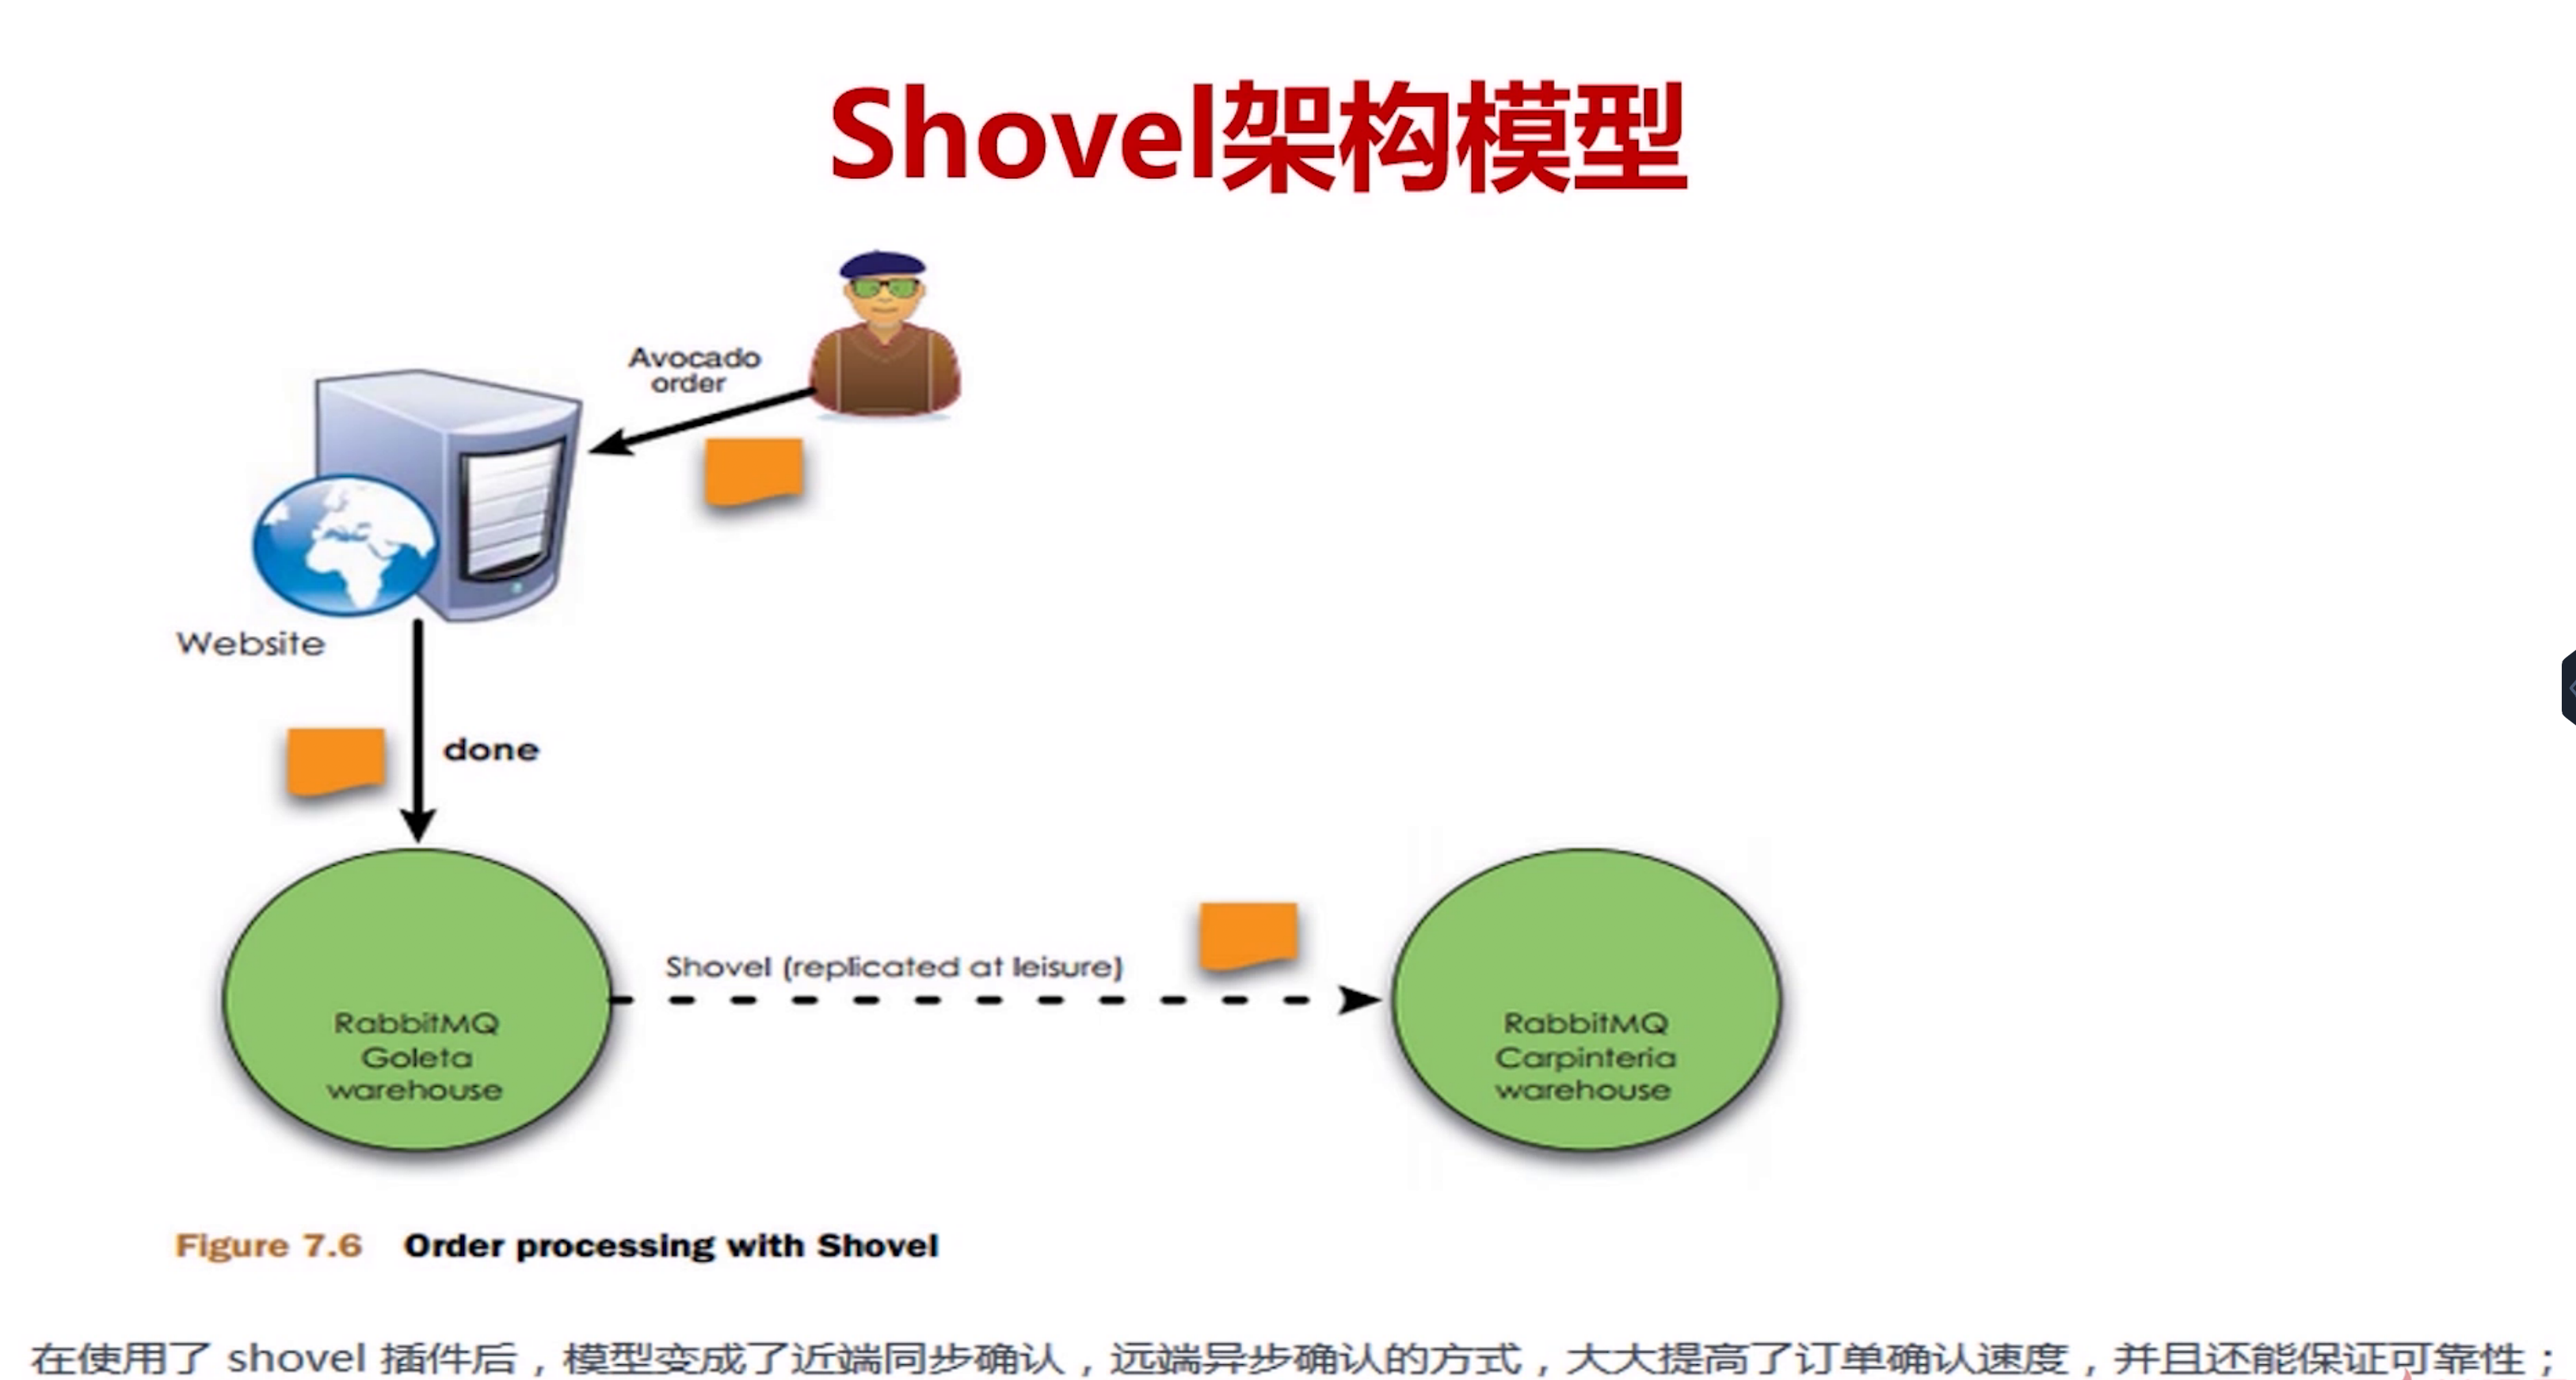 Shovel架构模型
Avocado
order
Website
done
Shovel (replicated at leisure)
RabbitMQ
Goleta
warehouse
RabbitMQ
Carpinteria
warehouse
Figure 7.6 Order processing with Shovel
在使用了 shovel 插件后，模型变成了近端同步确认，远端异步确认的方式，大大提高了订单确认速度，并且还能保证可靠性；